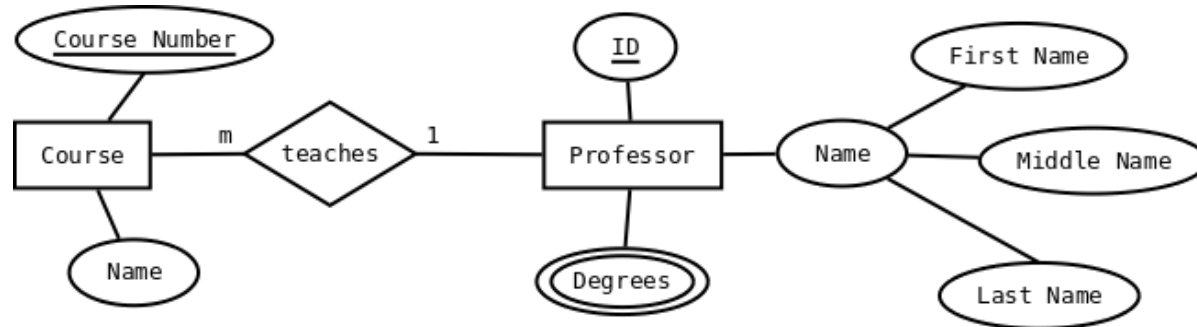 Course Number
ID
First Name
m
1
Course
teaches
Professor
Name
Middle Name
Name
Degrees
Last Name